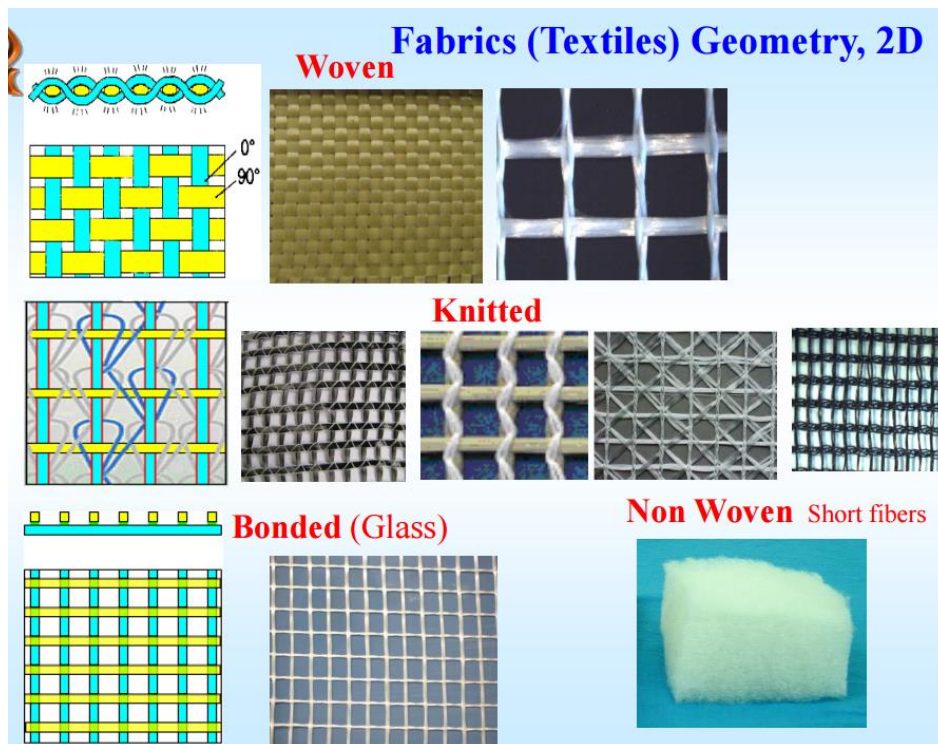 Fabrics (Textiles) Geometry, 2D
Woven
0°
90°
Knitted
Bonded (Glass)
Non Woven Short fibers